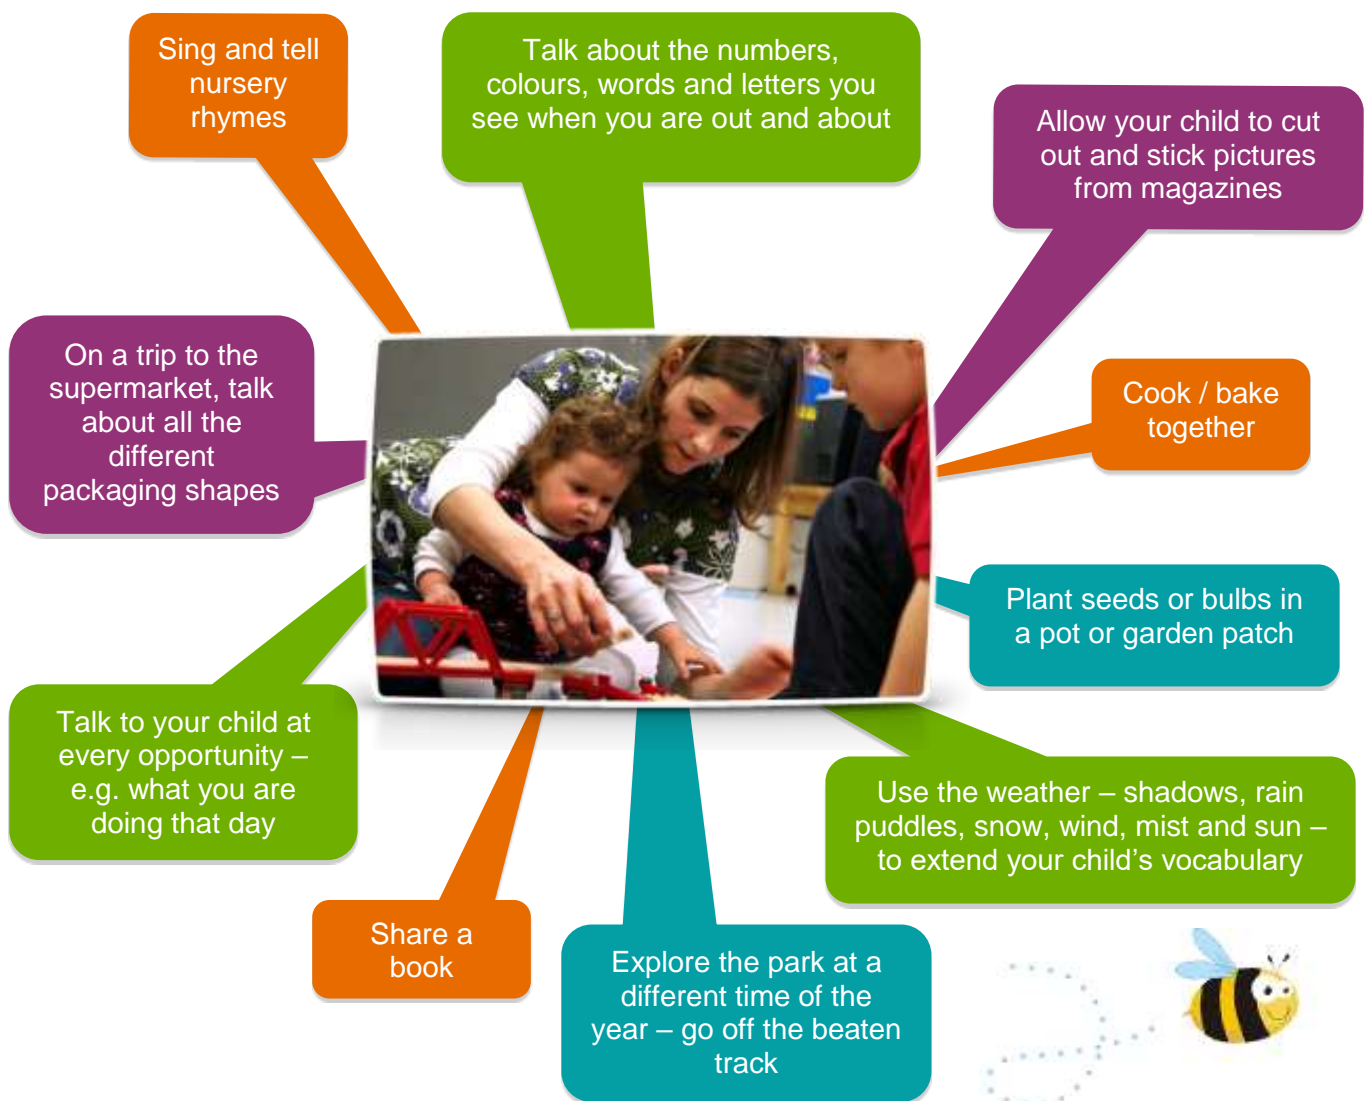 Sing and tell
nursery
rhymes
Talk about the numbers,
colours, words and letters you
see when you are out and about
Allow your child to cut
out and stick pictures
from magazines
On a trip to the
supermarket, talk
about all the
different
packaging shapes
Cook / bake
together
Plant seeds or bulbs in
a pot or garden patch
Talk to your child at
every opportunity –
e.g. what you are
doing that day
Use the weather – shadows, rain
puddles, snow, wind, mist and sun –
to extend your child’s vocabulary
Share a
book
Explore the park at a
different time of the
year – go off the beaten
track